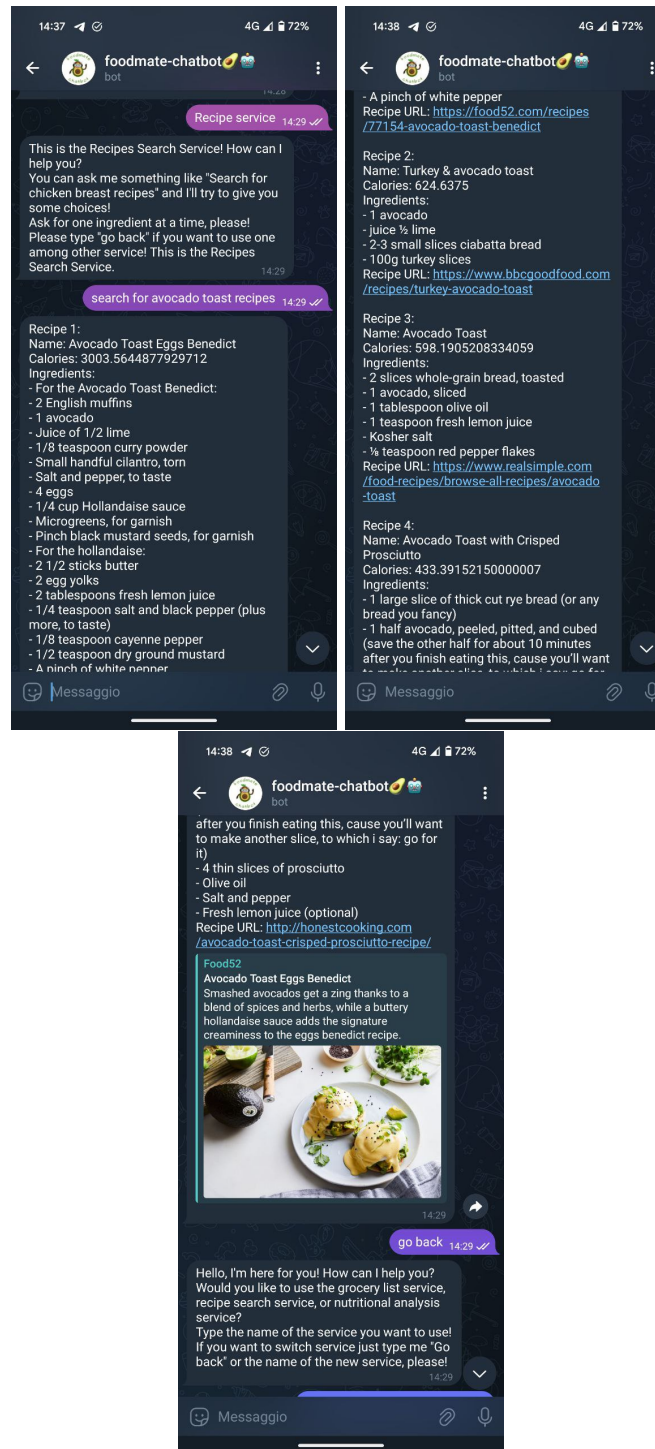 14:37
4G 72%
foodmate-chatbot
bot
14:28
Recipe service 14:29
This is the Recipes Search Service! How can I
help you?
You can ask me something like "Search for
chicken breast recipes" and I'll try to give you
some choices!
Ask for one ingredient at a time, please!
Please type "go back" if you want to use one
among other service! This is the Recipes
Search Service.
14:29
search for avocado toast recipes 14:29
Recipe 1:
Name: Avocado Toast Eggs Benedict
Calories: 3003.5644877929712
Ingredients:
- For the Avocado Toast Benedict:
- 2 English muffins
- 1 avocado
- Juice of 1/2 lime
- 1/8 teaspoon curry powder
- Small handful cilantro, torn
- Salt and pepper, to taste
- 4 eggs
- 1/4 cup Hollandaise sauce
- Microgreens, for garnish
- Pinch black mustard seeds, for garnish
- For the hollandaise:
- 2 1/2 sticks butter
- 2 egg yolks
- 2 tablespoons fresh lemon juice
- 1/4 teaspoon salt and black pepper (plus
more, to taste)
- 1/8 teaspoon cayenne pepper
- 1/2 teaspoon dry ground mustard
- A pinch of white pepper
Messaggio
14:38
4G 72%
foodmate-chatbot
bot
- A pinch of white pepper
Recipe URL: https://food52.com/recipes
/77154-avocado-toast-benedict
Recipe 2:
Name: Turkey & avocado toast
Calories: 624.6375
Ingredients:
- 1 avocado
- juice ½ lime
- 2-3 small slices ciabatta bread
- 100g turkey slices
Recipe URL: https://www.bbcgoodfood.com
/recipes/turkey-avocado-toast
Recipe 3:
Name: Avocado Toast
Calories: 598.1905208334059
Ingredients:
- 2 slices whole-grain bread, toasted
- 1 avocado, sliced
- 1 tablespoon olive oil
- 1 teaspoon fresh lemon juice
- Kosher salt
- ⅛ teaspoon red pepper flakes
Recipe URL: https://www.realsimple.com
/food-recipes/browse-all-recipes/avocado
-toast
Recipe 4:
Name: Avocado Toast with Crisped
Prosciutto
Calories: 433.39152150000007
Ingredients:
- 1 large slice of thick cut rye bread (or any
bread you fancy)
- 1 half avocado, peeled, pitted, and cubed
(save the other half for about 10 minutes
after you finish eating this, cause you'll want
to make another slice, to which i say: go for
Messaggio
14:38
4G 72%
foodmate-chatbot
bot
after you finish eating this, cause you'll want
to make another slice, to which i say: go for
it)
- 4 thin slices of prosciutto
- Olive oil
- Salt and pepper
- Fresh lemon juice (optional)
Recipe URL: http://honestcooking.com
/avocado-toast-crisped-prosciutto-recipe/
Food52
Avocado Toast Eggs Benedict
Smashed avocados get a zing thanks to a
blend of spices and herbs, while a buttery
hollandaise sauce adds the signature
creaminess to the eggs benedict recipe.
14:29
go back 14:29
Hello, I'm here for you! How can I help you?
Would you like to use the grocery list service,
recipe search service, or nutritional analysis
service?
Type the name of the service you want to use!
If you want to switch service just type me "Go
back" or the name of the new service, please!
14:29
Messaggio